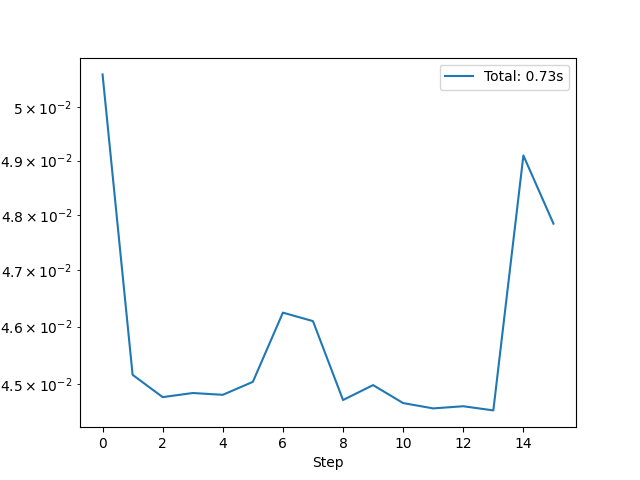 Total: 0.73s
5 × 10⁻²
4.9 × 10⁻²
4.8 × 10⁻²
4.7 × 10⁻²
4.6 × 10⁻²
4.5 × 10⁻²
0 2 4 6 8 10 12 14
Step